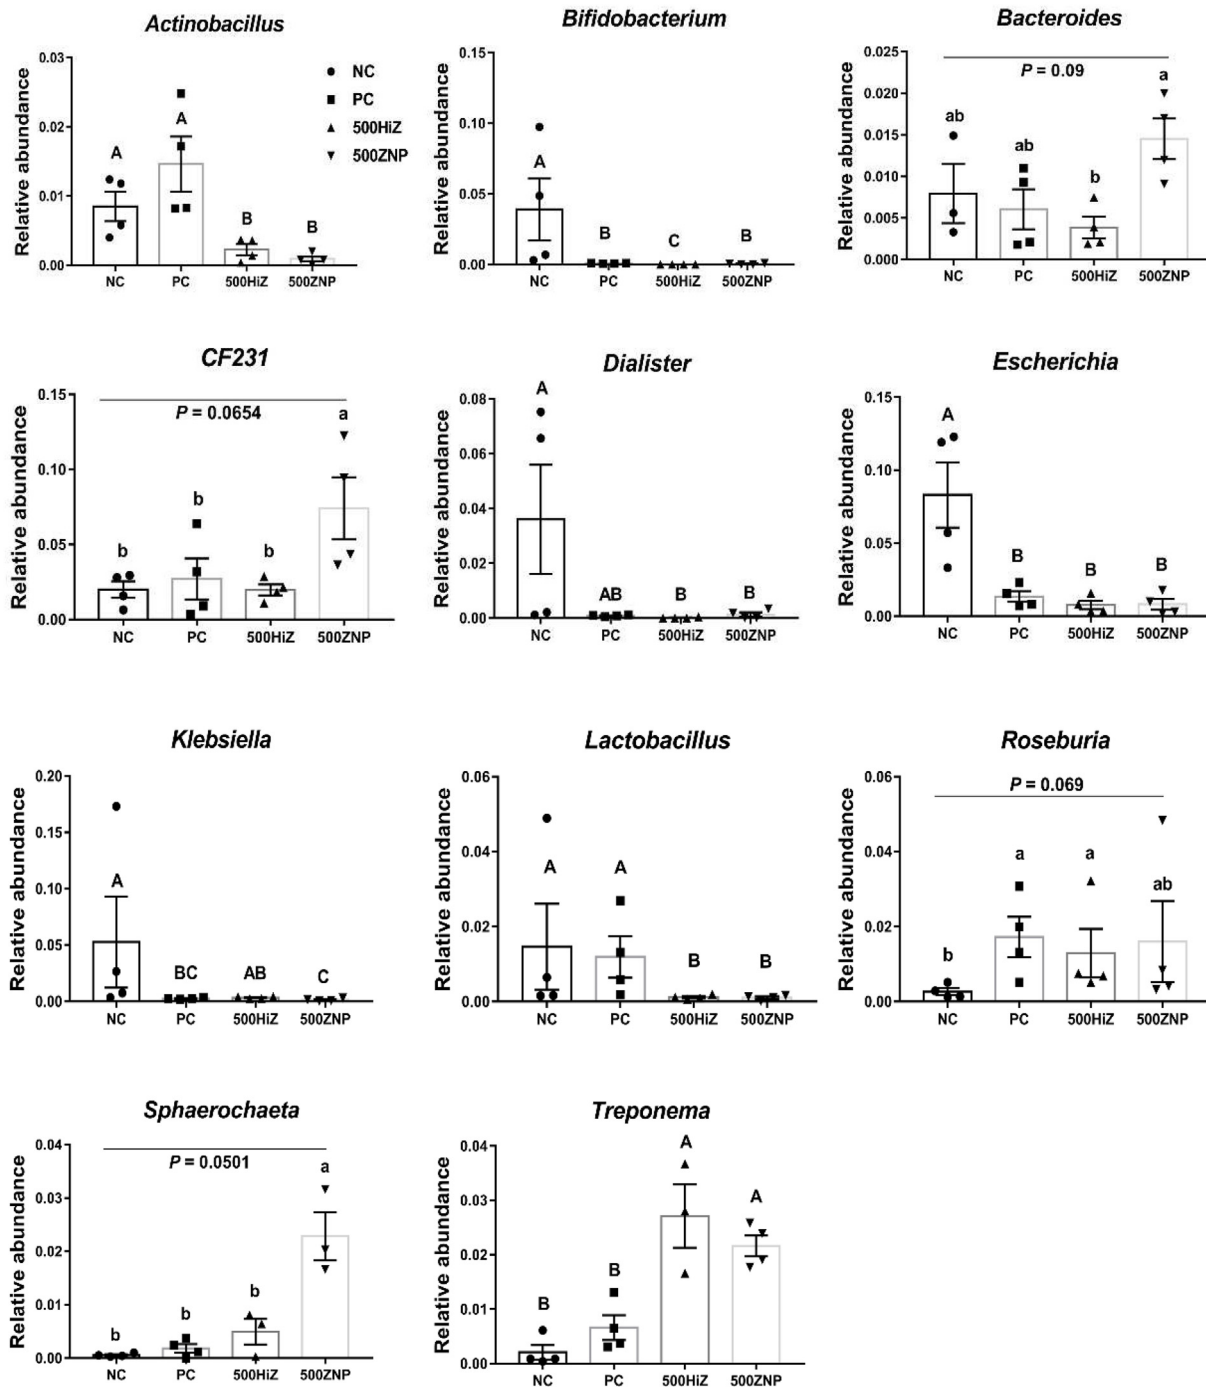 Actinobacillus
Relative abundance
0.03
0.02
0.01
0.00
A
A
B
B
NC
PC
500HiZ
500ZNP
NC
PC
500HiZ
500ZNP
Bifidobacterium
Relative abundance
0.15
0.10
0.05
0.00
A
B
C
B
NC
PC
500HiZ
500ZNP
Bacteroides
Relative abundance
0.025
0.020
0.015
0.010
0.005
0.000
P = 0.09
ab
ab
b
a
NC
PC
500HiZ
500ZNP
CF231
Relative abundance
0.15
0.10
0.05
0.00
P = 0.0654
b
b
b
a
NC
PC
500HiZ
500ZNP
Dialister
Relative abundance
0.08
0.06
0.04
0.02
0.00
A
AB
B
B
NC
PC
500HiZ
500ZNP
Escherichia
Relative abundance
0.15
0.10
0.05
0.00
A
B
B
B
NC
PC
500HiZ
500ZNP
Klebsiella
Relative abundance
0.20
0.15
0.10
0.05
0.00
A
BC
AB
C
NC
PC
500HiZ
500ZNP
Lactobacillus
Relative abundance
0.06
0.04
0.02
0.00
A
A
B
B
NC
PC
500HiZ
500ZNP
Roseburia
Relative abundance
0.06
0.04
0.02
0.00
P = 0.069
b
a
a
ab
NC
PC
500HiZ
500ZNP
Sphaerochaeta
Relative abundance
0.04
0.03
0.02
0.01
0.00
P = 0.0501
b
b
b
a
NC
PC
500HiZ
500ZNP
Treponema
Relative abundance
0.04
0.03
0.02
0.01
0.00
B
B
A
A
NC
PC
500HiZ
500ZNP